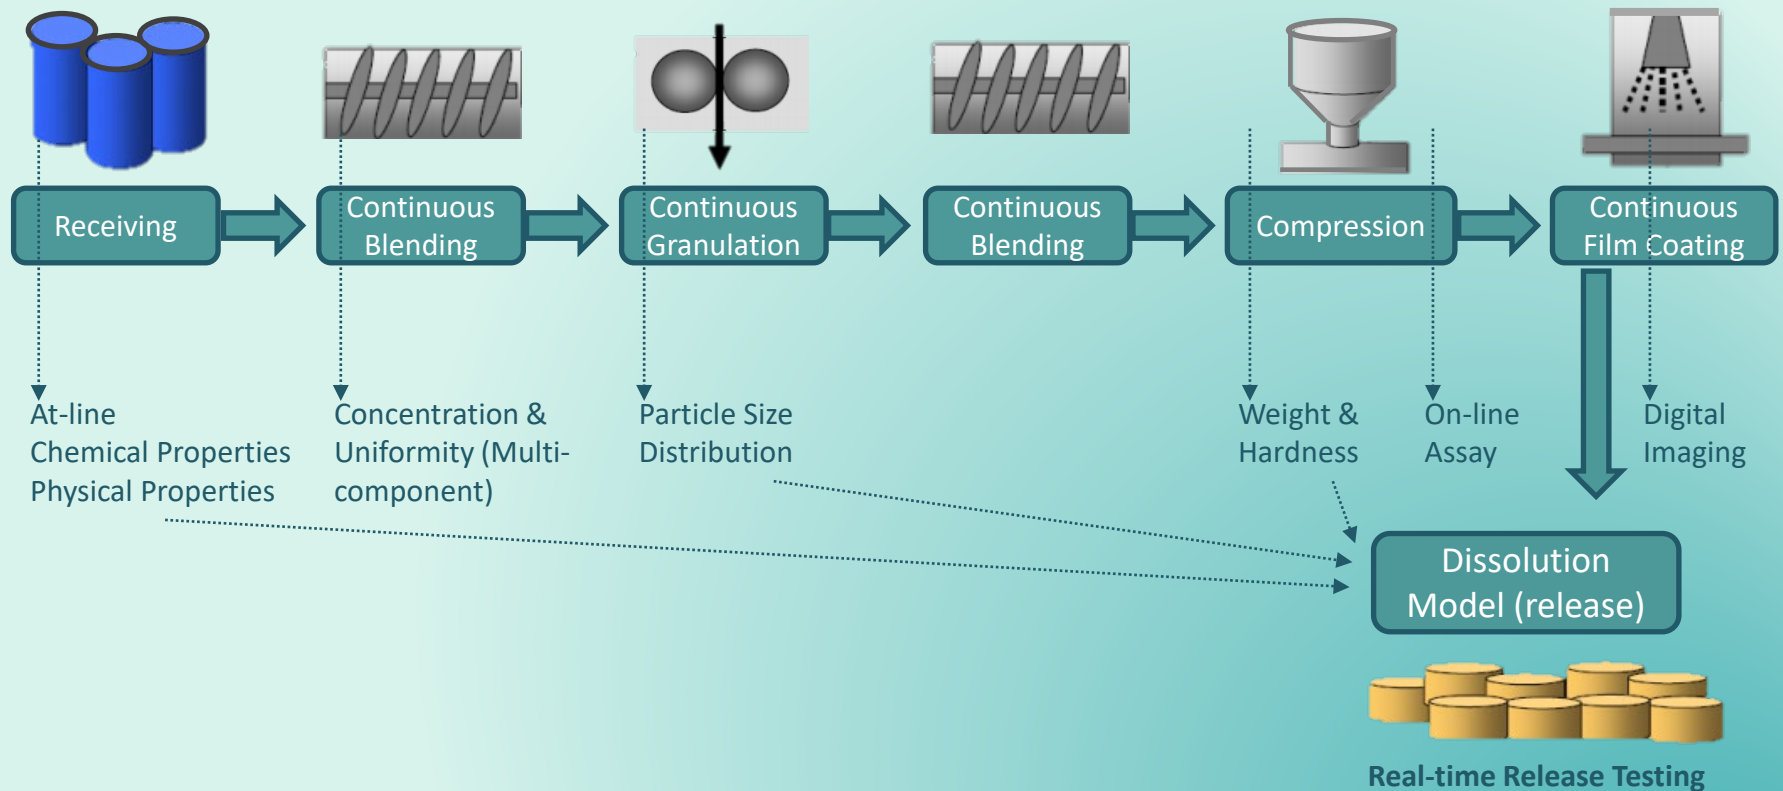 Receiving
Continuous
Blending
Continuous
Granulation
Continuous
Blending
Compression
Continuous
Film Coating
At-line
Chemical Properties
Physical Properties
Concentration &
Uniformity (Multi-
component)
Particle Size
Distribution
Weight &
Hardness
On-line
Assay
Digital
Imaging
Dissolution
Model (release)
Real-time Release Testing